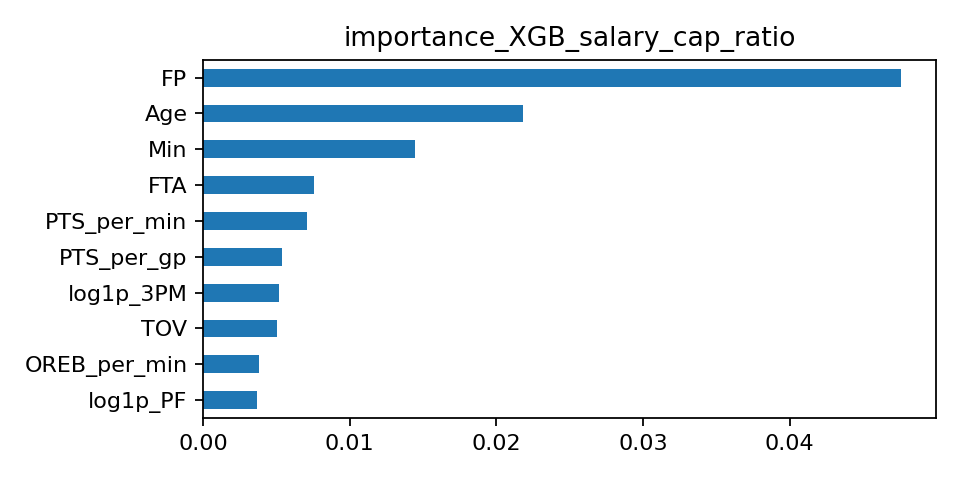 importance_XGB_salary_cap_ratio
FP
Age
Min
FTA
PTS_per_min
PTS_per_gp
log1p_3PM
TOV
OREB_per_min
log1p_PF
0.00 0.01 0.02 0.03 0.04